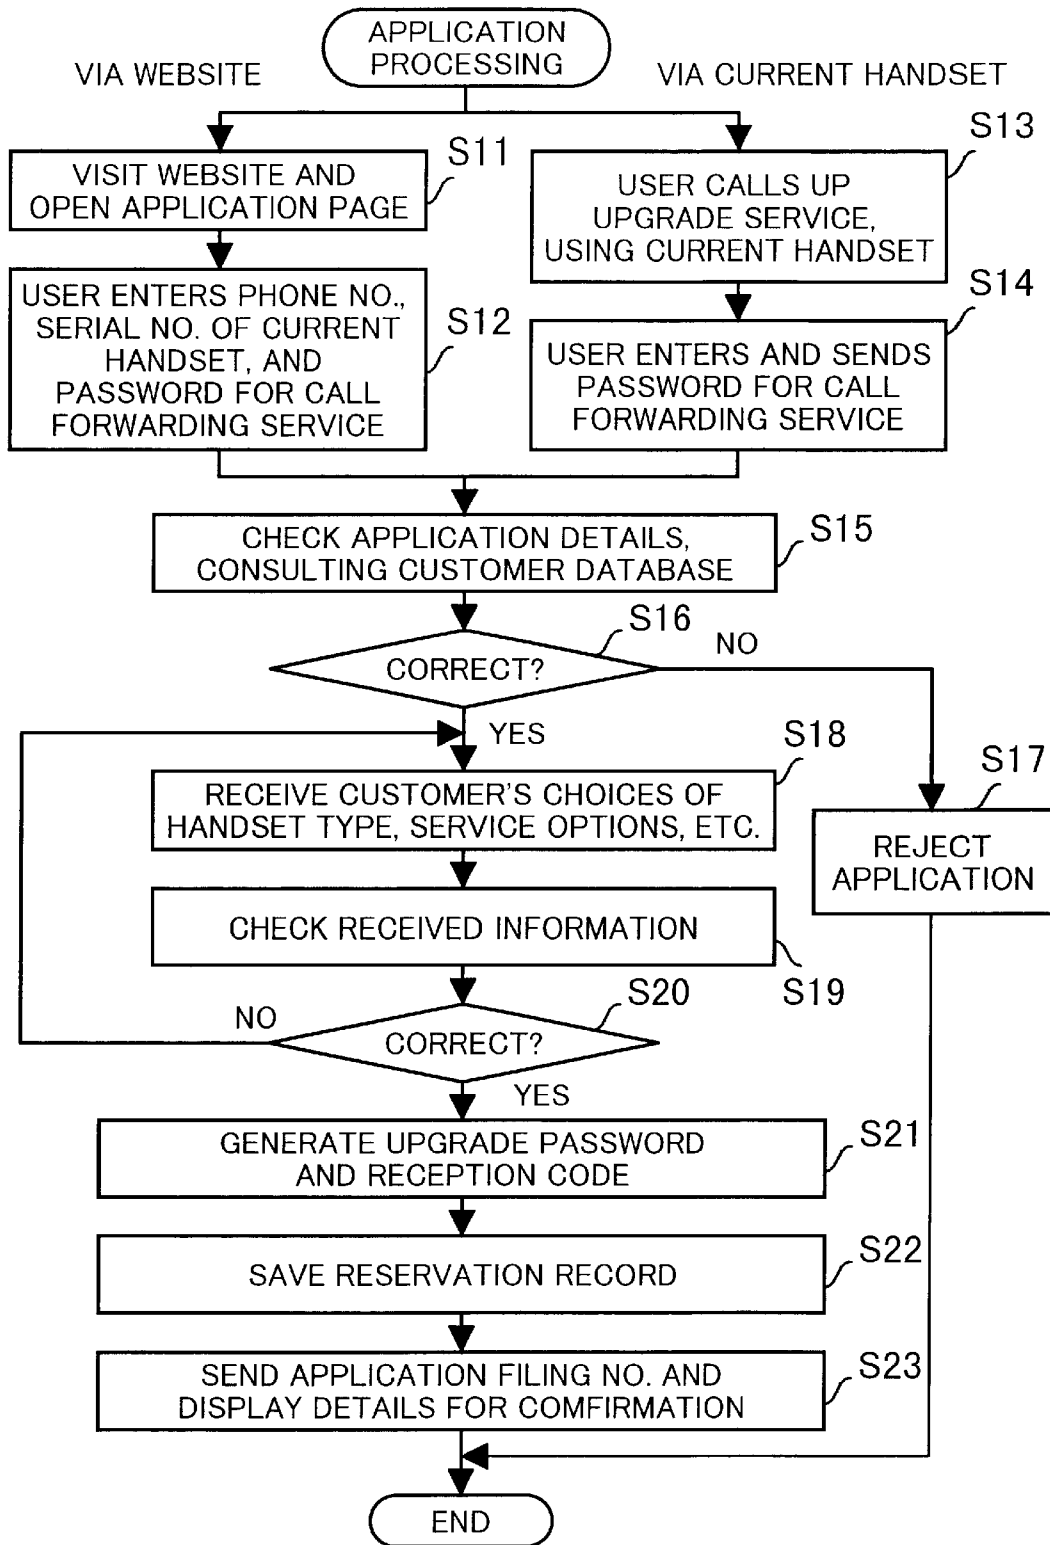 APPLICATION
PROCESSING
VIA WEBSITE
VIA CURRENT HANDSET
S11
VISIT WEBSITE AND
OPEN APPLICATION PAGE
S13
USER CALLS UP
UPGRADE SERVICE,
USING CURRENT HANDSET
S12
USER ENTERS PHONE NO.,
SERIAL NO. OF CURRENT
HANDSET, AND
PASSWORD FOR CALL
FORWARDING SERVICE
S14
USER ENTERS AND SENDS
PASSWORD FOR CALL
FORWARDING SERVICE
S15
CHECK APPLICATION DETAILS,
CONSULTING CUSTOMER DATABASE
S16
CORRECT?
NO
YES
S18
RECEIVE CUSTOMER'S CHOICES OF
HANDSET TYPE, SERVICE OPTIONS, ETC.
S17
REJECT
APPLICATION
CHECK RECEIVED INFORMATION
S19
S20
NO
CORRECT?
YES
GENERATE UPGRADE PASSWORD
AND RECEPTION CODE
S21
SAVE RESERVATION RECORD
S22
SEND APPLICATION FILING NO. AND
DISPLAY DETAILS FOR COMFIRMATION
S23
END